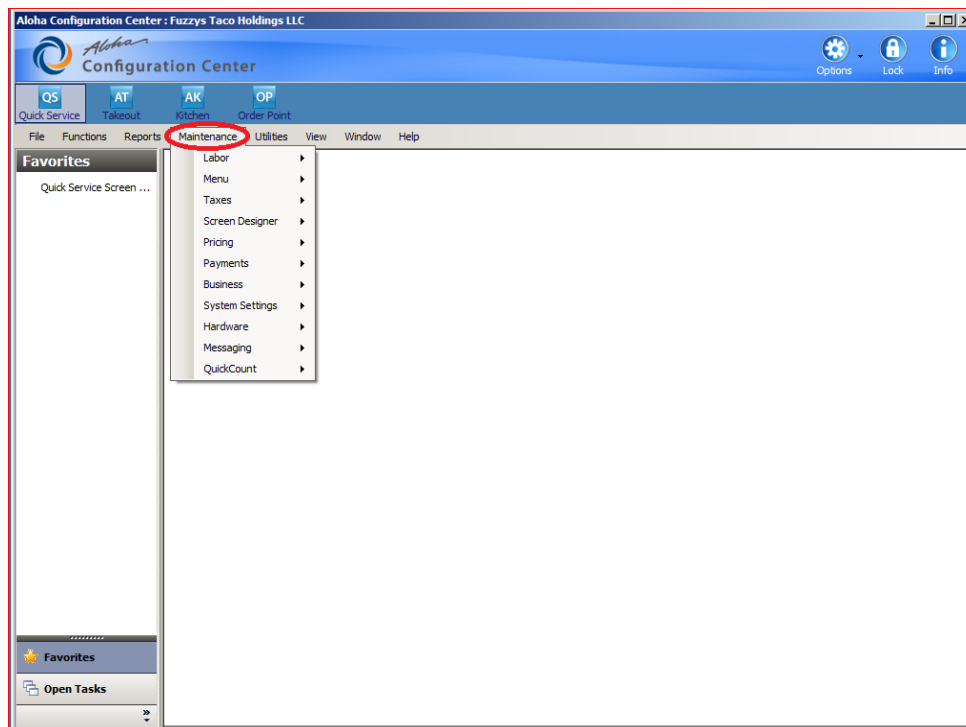 Aloha Configuration Center : Fuzzys Taco Holdings LLC
Aloha
Configuration Center
Options Lock Info
QS AT AK OP
Quick Service Takeout Kitchen Order Point
File Functions Reports Maintenance Utilities View Window Help
Favorites
Quick Service Screen ...
Labor
Menu
Taxes
Screen Designer
Pricing
Payments
Business
System Settings
Hardware
Messaging
QuickCount
Favorites
Open Tasks